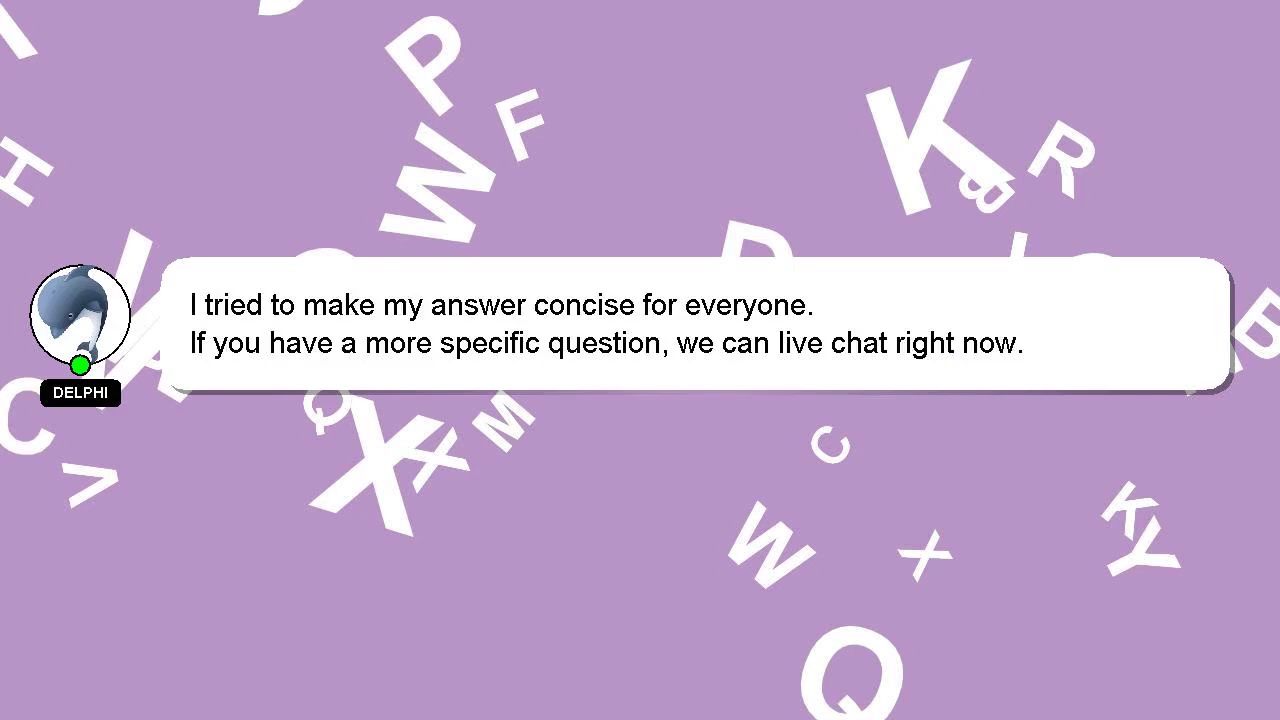 I tried to make my answer concise for everyone.
If you have a more specific question, we can live chat right now.
DELPHI
P
F
W
K
R
B
H
D
C
V
Q
X
X
M
C
W
X
K
Y
Q
B